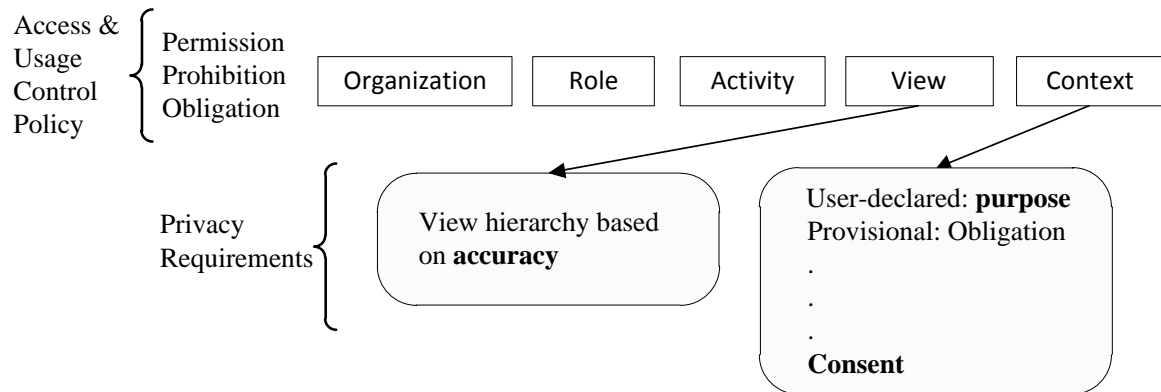 Access &
Usage
Control
Policy
Permission
Prohibition
Obligation
Organization
Role
Activity
View
Context
Privacy
Requirements
View hierarchy based
on accuracy
User-declared: purpose
Provisional: Obligation
.
.
.
Consent